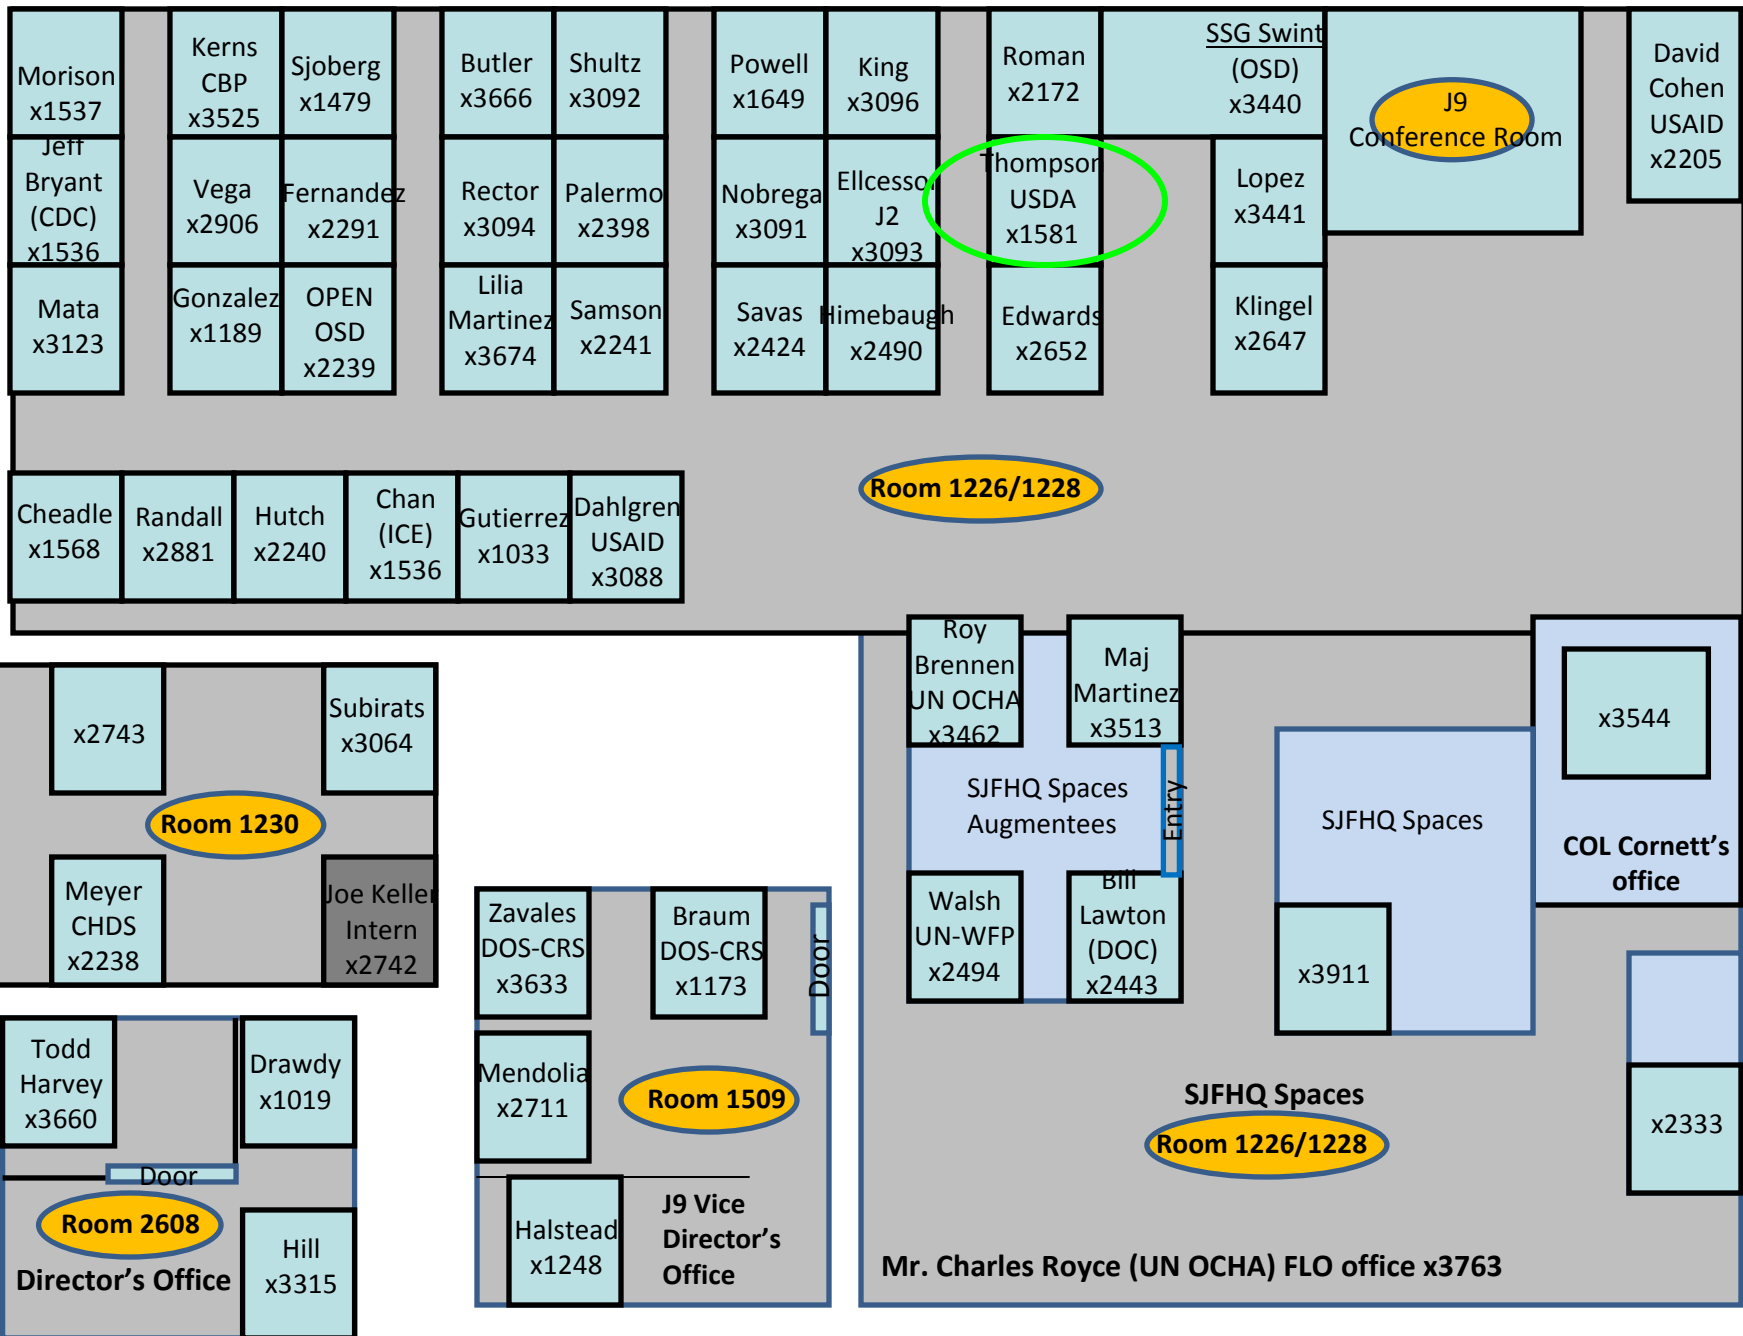 Morison
x1537
Kerns
CBP
x3525
Sjoberg
x1479
Butler
x3666
Shultz
x3092
Powell
x1649
King
x3096
Roman
x2172
SSG Swint
(OSD)
x3440
J9
Conference Room
David
Cohen
USAID
x2205
Jeff
Bryant
(CDC)
x1536
Vega
x2906
Fernandez
x2291
Rector
x3094
Palermo
x2398
Nobrega
x3091
Ellcessor
J2
x3093
Thompson
USDA
x1581
Lopez
x3441
Mata
x3123
Gonzalez
x1189
OPEN
OSD
x2239
Lilia
Martinez
x3674
Samson
x2241
Savas
x2424
Himebaugh
x2490
Edwards
x2652
Klingel
x2647
Room 1226/1228
Cheadle
x1568
Randall
x2881
Hutch
x2240
Chan
(ICE)
x1536
Gutierrez
x1033
Dahlgren
USAID
x3088
x2743
Subirats
x3064
Room 1230
Meyer
CHDS
x2238
Joe Keller
Intern
x2742
Roy
Brennen
UN OCHA
x3462
Maj
Martinez
x3513
SJFHQ Spaces
Augmentees
Entry
Walsh
UN-WFP
x2494
Bill
Lawton
(DOC)
x2443
SJFHQ Spaces
x3911
x3544
COL Cornett’s
office
x2333
SJFHQ Spaces
Room 1226/1228
Mr. Charles Royce (UN OCHA) FLO office x3763
Zavales
DOS-CRS
x3633
Braum
DOS-CRS
x1173
Door
Mendolia
x2711
Room 1509
Halstead
x1248
J9 Vice
Director’s
Office
Todd
Harvey
x3660
Drawdy
x1019
Door
Room 2608
Director’s Office
Hill
x3315